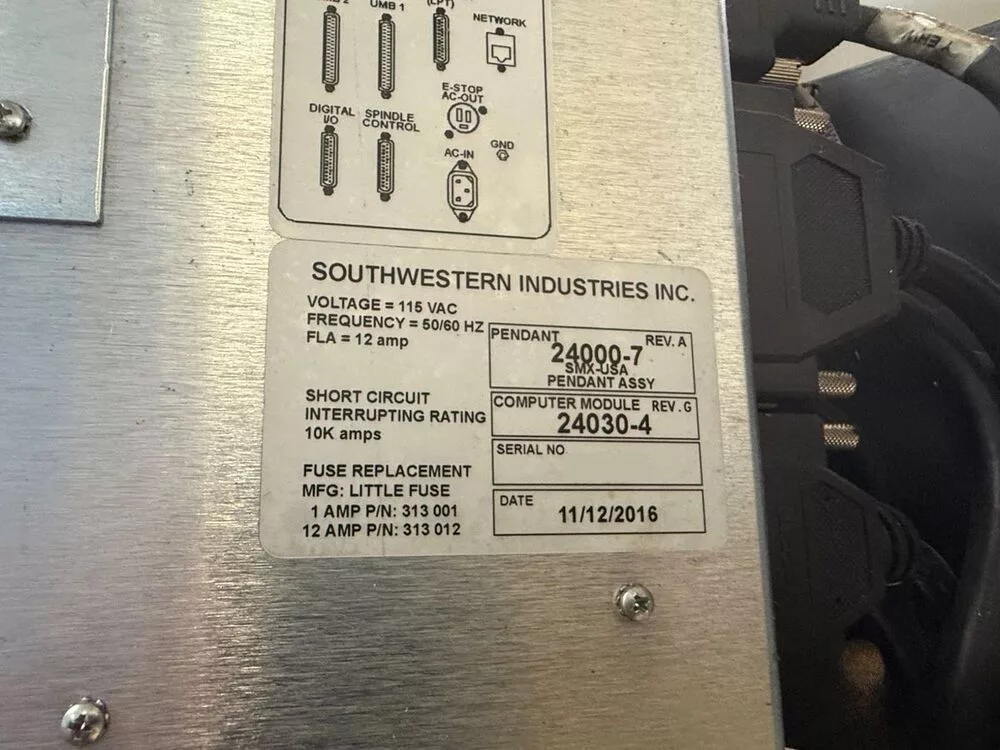 UMB 1
(LPT)
NETWORK
E-STOP
AC-OUT
DIGITAL
I/O
SPINDLE
CONTROL
AC-IN
GND
SOUTHWESTERN INDUSTRIES INC.
VOLTAGE = 115 VAC
FREQUENCY = 50/60 HZ
FLA = 12 amp
PENDANT REV. A
24000-7
SMX-USA
PENDANT ASSY
SHORT CIRCUIT
INTERRUPTING RATING
10K amps
COMPUTER MODULE REV. G
24030-4
SERIAL NO
FUSE REPLACEMENT
MFG: LITTLE FUSE
1 AMP P/N: 313 001
12 AMP P/N: 313 012
DATE
11/12/2016